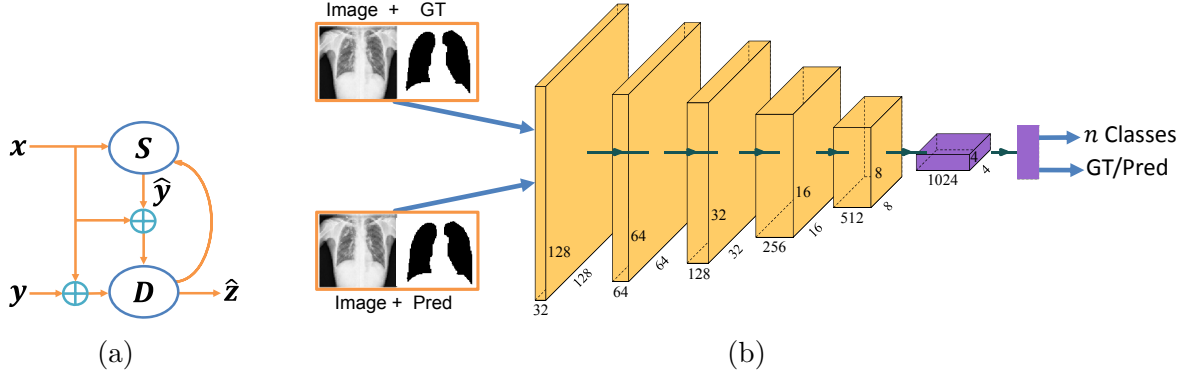 x
S
ŷ
y
D
ẑ
(a)
Image + GT
Image + Pred
128
128
32
64
64
64
32
32
128
16
16
256
8
8
512
4
4
1024
n Classes
GT/Pred
(b)